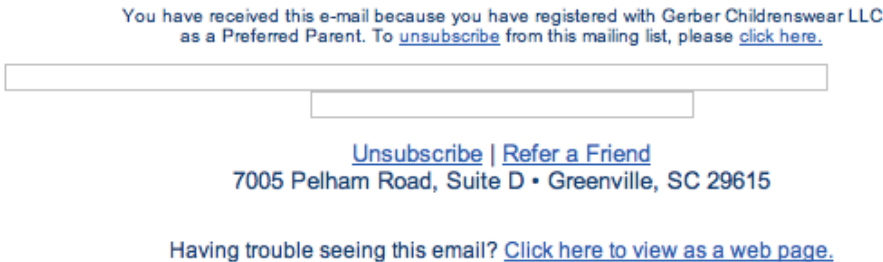 You have received this e-mail because you have registered with Gerber Childrenswear LLC
as a Preferred Parent. To unsubscribe from this mailing list, please click here.
Unsubscribe | Refer a Friend
7005 Pelham Road, Suite D • Greenville, SC 29615
Having trouble seeing this email? Click here to view as a web page.